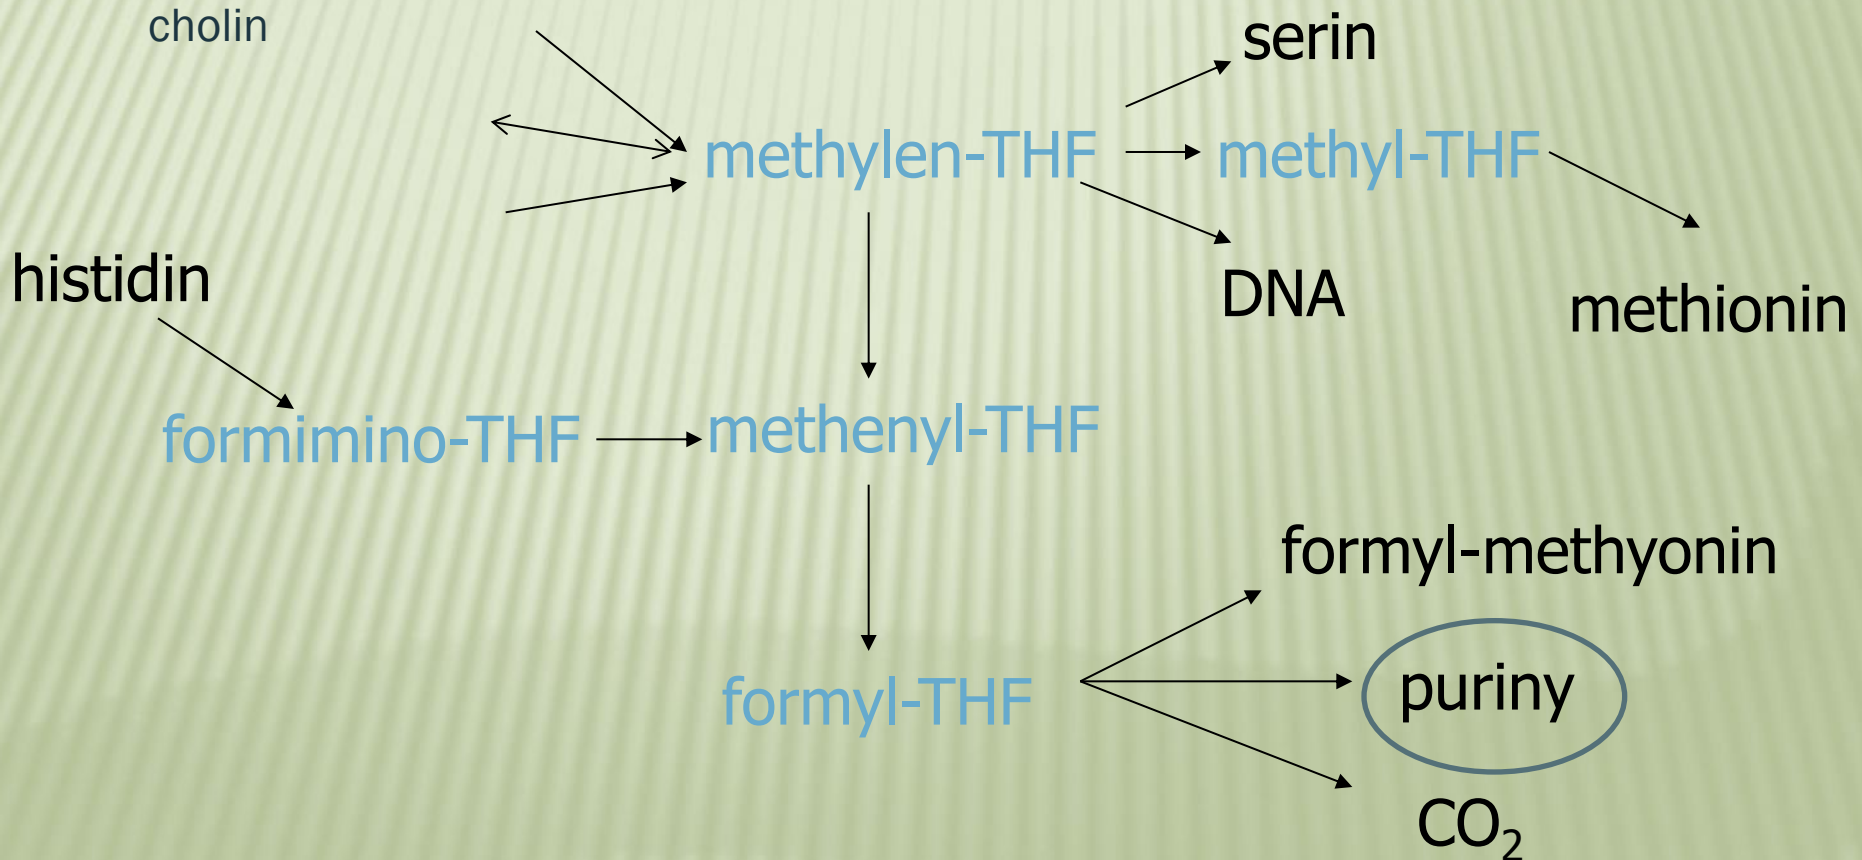 cholin
serin
methylen-THF
methyl-THF
histidin
DNA
methionin
formimino-THF
methenyl-THF
formyl-methyonin
formyl-THF
puriny
CO₂